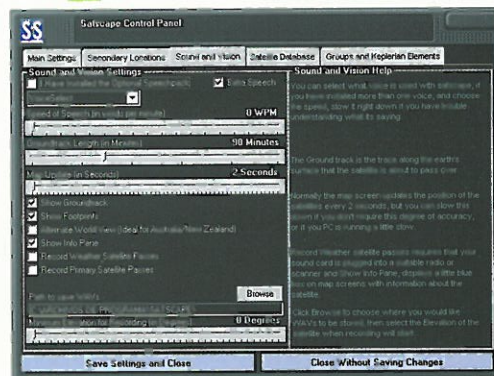 SS
Satscape Control Panel
Main Settings
Secondary Locations
Sound and Vision
Satellite Database
Groups and Keplerian Elements
Sound and Vision Settings
I Have Installed the Optional Speechpack
Extra Speech
VoiceSelect
Speed of Speech (in words per minute)
0 WPM
Groundtrack Length (in Minutes)
90 Minutes
Map Update (in Seconds)
2 Seconds
Show Groundtrack
Show Footprints
Alternate World View (Ideal for Australia/New Zealand)
Show Info Pane
Record Weather Satellite Passes
Record Primary Satellite Passes
Path to save WAVs
Browse
Minimum Elevation for Recording (in Degrees)
0 Degrees
Sound and Vision Help
You can select what voice is used with satscape, if
you have installed more than one voice, and choose
the speed, slow it right down if you have trouble
understanding what its saying.
The Ground track is the track along the earth's
surface that the satellite is about to pass over
Normally the map screen updates the position of the
satellites every 2 seconds, but you can slow this
down if you don't require this degree of accuracy,
or if you PC is running a little slow.
Record Weather satellite passes requires that your
sound card is plugged into a suitable radio or
scanner and Show Info Pane, displays a little blue
box on map screens with information about the
satellite.
Click Browse to choose where you would like the
WAVs to be stored, then select the Elevation of the
satellite when recording will start.
Save Settings and Close
Close Without Saving Changes